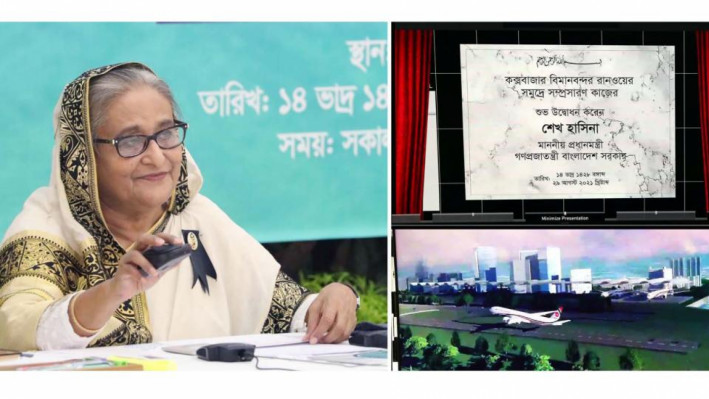 স্থান
তারিখ: ১৪ ভাদ্র ১৪
সময়: সকাল
কক্সবাজার বিমানবন্দর রানওয়ের
সমুদ্রে সম্প্রসারণ কাজের
শুভ উদ্বোধন করেন
শেখ হাসিনা
মাননীয় প্রধানমন্ত্রী
গণপ্রজাতন্ত্রী বাংলাদেশ সরকার
তারিখ: ১৪ ভাদ্র ১৪২৮ বঙ্গাব্দ
২৯ আগস্ট ২০২১ খ্রিষ্টাব্দ
Minimize Presentation